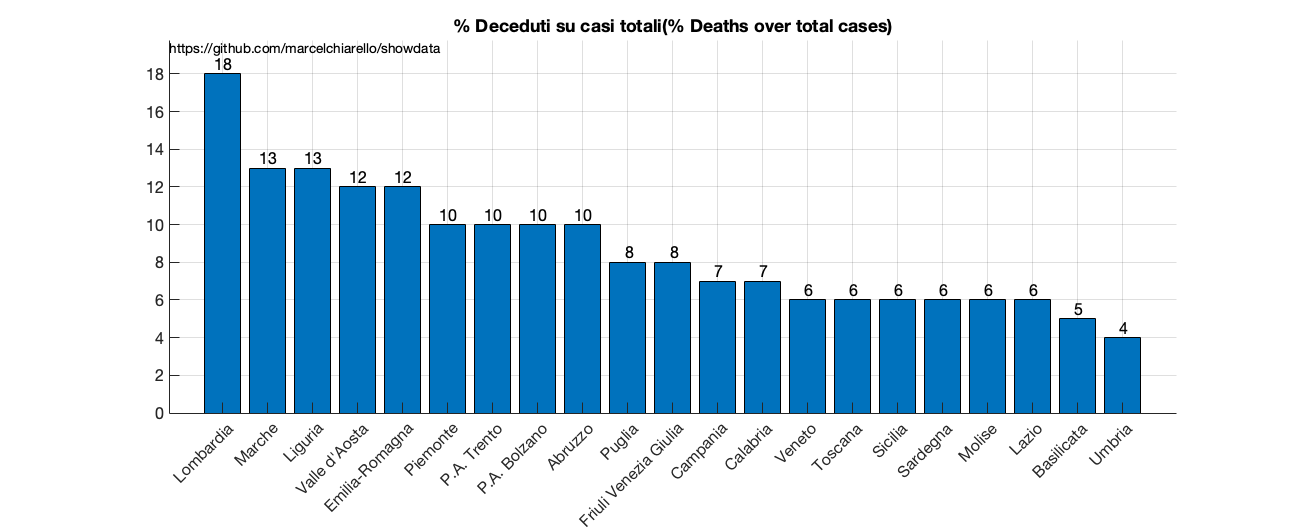 % Deceduti su casi totali(% Deaths over total cases)
https://github.com/marcelchiarello/showdata
18
16
14
12
10
8
6
4
2
0
18
13
13
12
12
10
10
10
10
8
8
7
7
6
6
6
6
6
6
5
4
Lombardia
Marche
Liguria
Valle d'Aosta
Emilia-Romagna
Piemonte
P.A. Trento
P.A. Bolzano
Abruzzo
Puglia
Friuli Venezia Giulia
Campania
Calabria
Veneto
Toscana
Sicilia
Sardegna
Molise
Lazio
Basilicata
Umbria